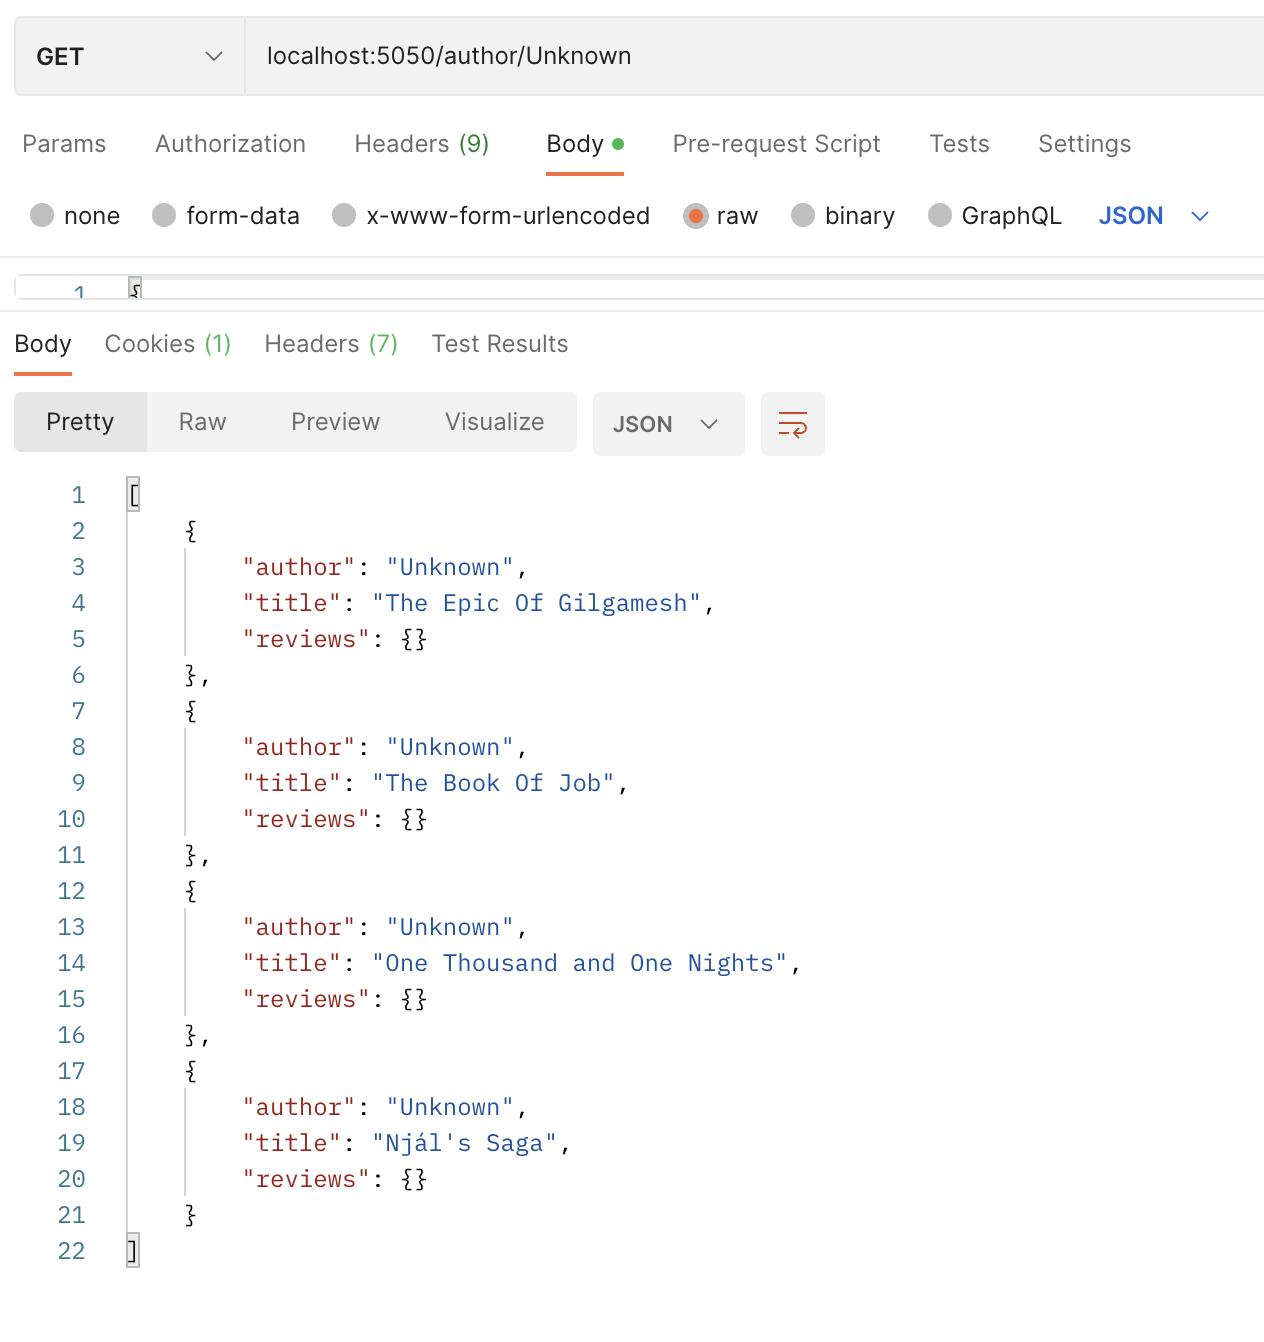 GET localhost:5050/author/Unknown
Params Authorization Headers (9) Body Pre-request Script Tests Settings
none form-data x-www-form-urlencoded raw binary GraphQL JSON
1 {
Body Cookies (1) Headers (7) Test Results
Pretty Raw Preview Visualize JSON
1 [
2 {
3 "author": "Unknown",
4 "title": "The Epic Of Gilgamesh",
5 "reviews": {}
6 },
7 {
8 "author": "Unknown",
9 "title": "The Book Of Job",
10 "reviews": {}
11 },
12 {
13 "author": "Unknown",
14 "title": "One Thousand and One Nights",
15 "reviews": {}
16 },
17 {
18 "author": "Unknown",
19 "title": "Njál's Saga",
20 "reviews": {}
21 }
22 ]